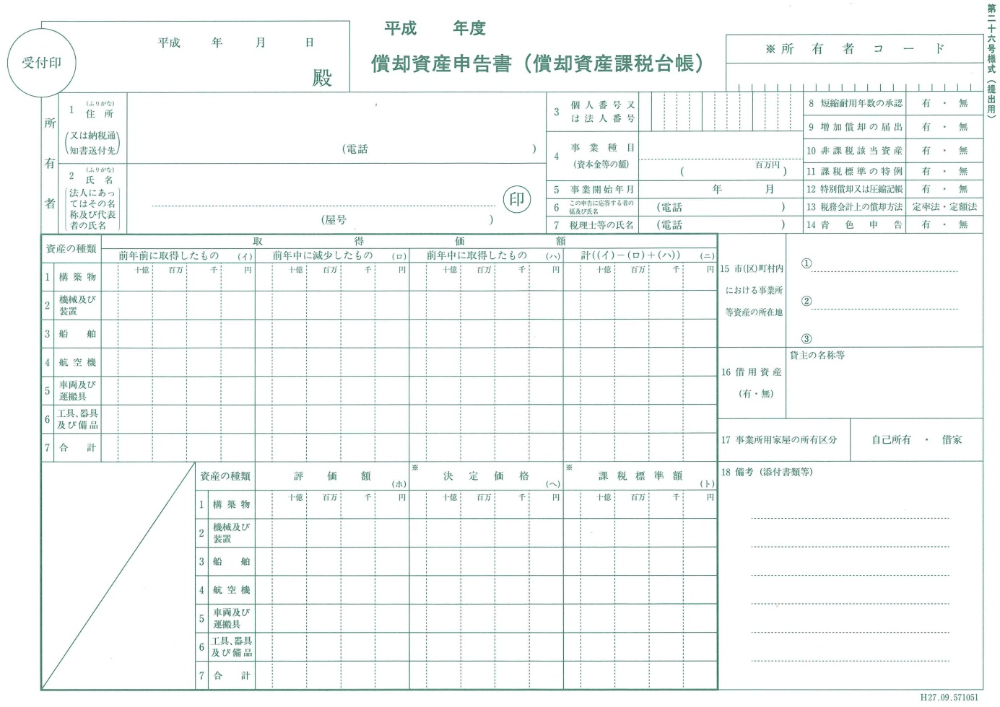 第二十六号様式（提出用）
受付印
平成　年　月　日
殿
平成　年度
償却資産申告書（償却資産課税台帳）
※所有者コード
所有者
1 (ふりがな) 住所
(又は納税通知書送付先)
(電話　)
2 (ふりがな) 氏名
(法人にあってはその名称及び代表者の氏名)
印
(屋号　)
3 個人番号又は法人番号
4 事業種目
(資本金等の額)
(　百万円)
5 事業開始年月　年　月
6 この申告に応答する者の係及び氏名　(電話　)
7 税理士等の氏名　(電話　)
8 短縮耐用年数の承認　有・無
9 増加償却の届出　有・無
10 非課税該当資産　有・無
11 課税標準の特例　有・無
12 特別償却又は圧縮記帳　有・無
13 税務会計上の償却方法　定率法・定額法
14 青色申告　有・無
資産の種類　取得価額
前年前に取得したもの (イ)　前年中に減少したもの (ロ)　前年中に取得したもの (ハ)　計((イ)－(ロ)＋(ハ)) (ニ)
1 構築物　十億　百万　千　円　十億　百万　千　円　十億　百万　千　円　十億　百万　千　円
2 機械及び装置
3 船舶
4 航空機
5 車両及び運搬具
6 工具、器具及び備品
7 合計
15 市(区)町村内における事業所等資産の所在地
①
②
③
16 借用資産
(有・無)
貸主の名称等
17 事業所用家屋の所有区分　自己所有・借家
18 備考（添付書類等）
資産の種類　評価額 (ホ)　※決定価格 (ヘ)　※課税標準額 (ト)
1 構築物　十億　百万　千　円　十億　百万　千　円　十億　百万　千　円
2 機械及び装置
3 船舶
4 航空機
5 車両及び運搬具
6 工具、器具及び備品
7 合計
H27.09.571051